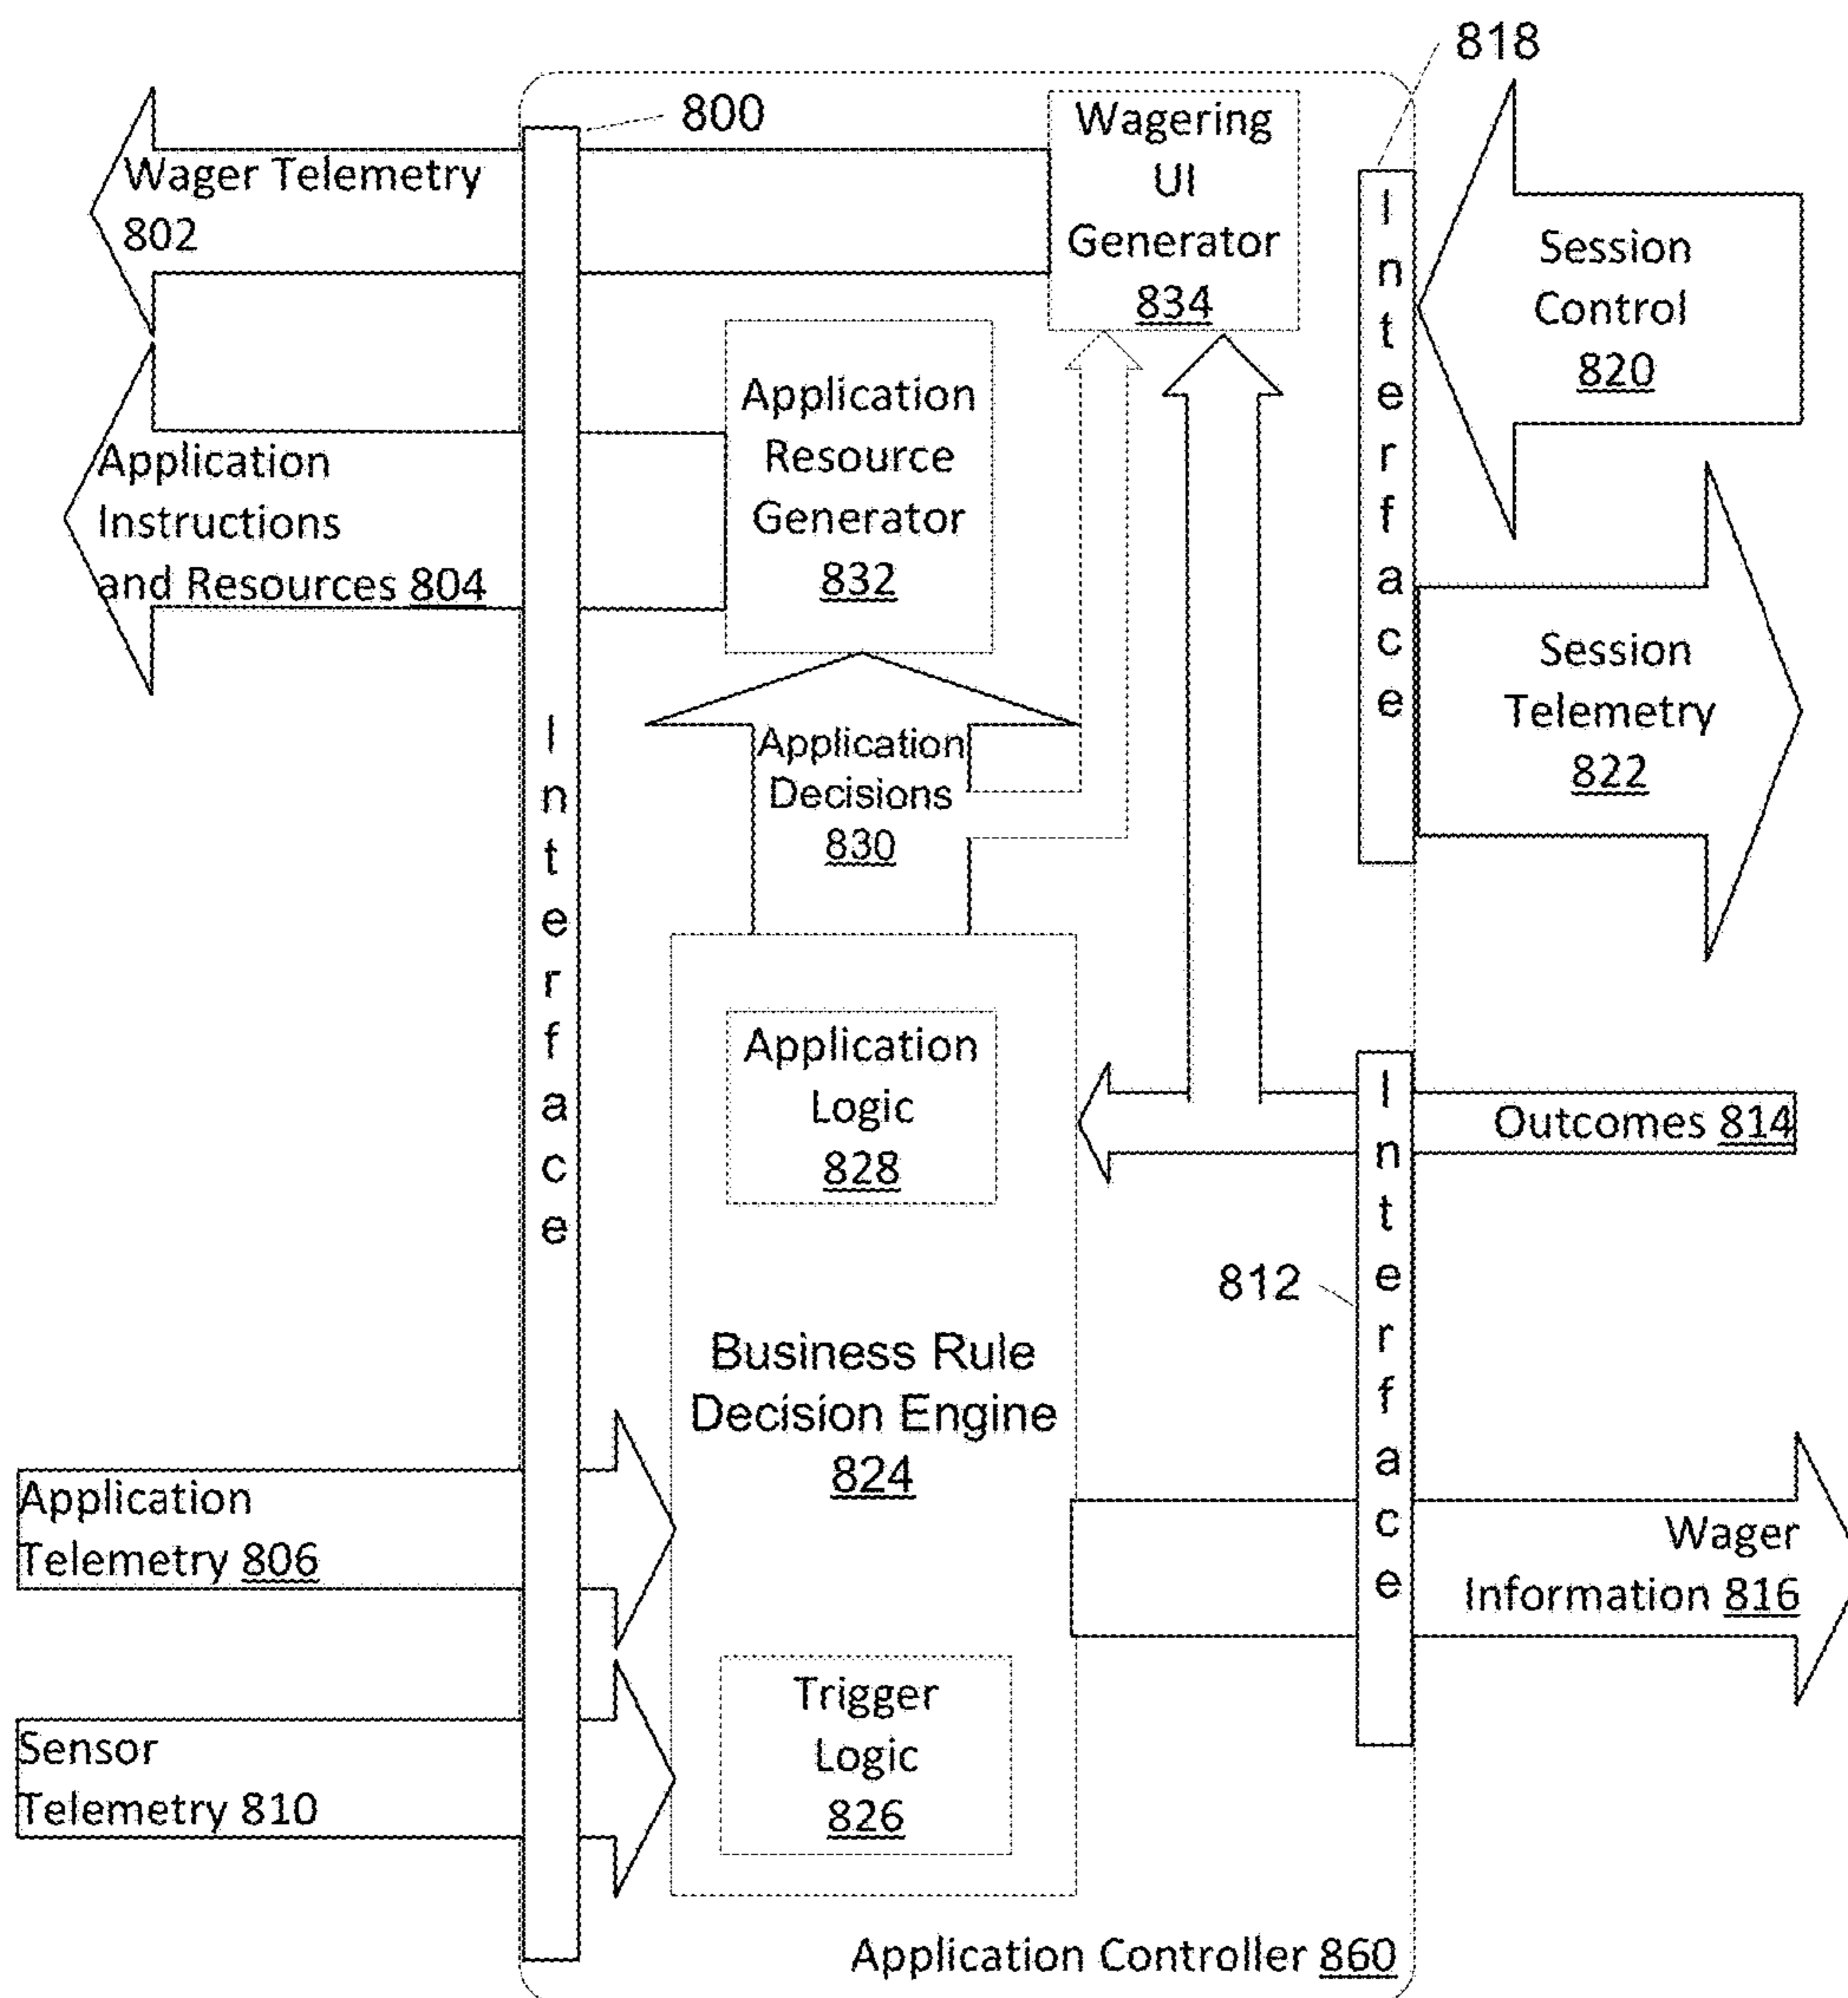 818
800
Wagering
UI
Generator
834
Wager Telemetry
802
Interface
Session
Control
820
Application
Resource
Generator
832
Application
Instructions
and Resources 804
Session
Telemetry
822
Interface
Application
Decisions
830
Application
Logic
828
Outcomes 814
Interface
812
Business Rule
Decision Engine
824
Application
Telemetry 806
Wager
Information 816
Trigger
Logic
826
Sensor
Telemetry 810
Application Controller 860